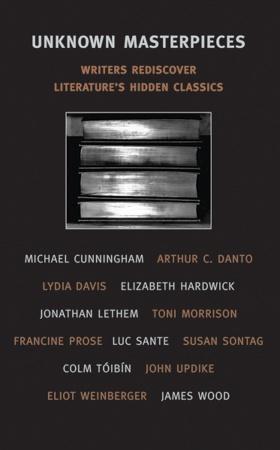 UNKNOWN MASTERPIECES
WRITERS REDISCOVER
LITERATURE'S HIDDEN CLASSICS
MICHAEL CUNNINGHAM ARTHUR C. DANTO
LYDIA DAVIS ELIZABETH HARDWICK
JONATHAN LETHEM TONI MORRISON
FRANCINE PROSE LUC SANTE SUSAN SONTAG
COLM TÓIBÍN JOHN UPDIKE
ELIOT WEINBERGER JAMES WOOD